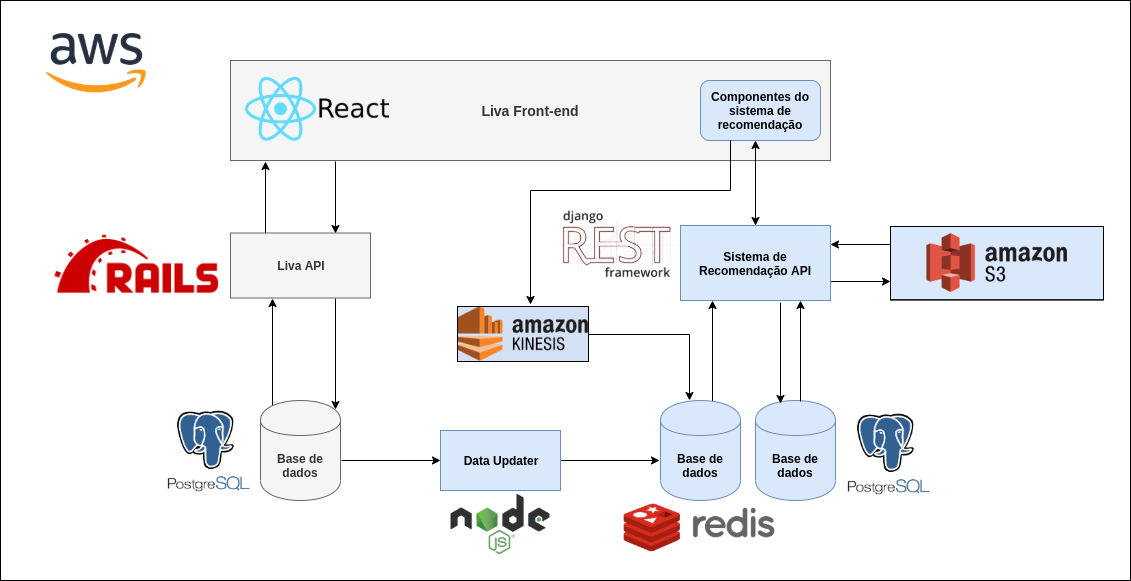 aws
React
Liva Front-end
Componentes do
sistema de
recomendação
django
REST
framework
RAILS
Liva API
Sistema de
Recomendação API
amazon
S3
amazon
KINESIS
PostgreSQL
Base de
dados
Data Updater
Base de
dados
Base de
dados
PostgreSQL
node
JS
redis